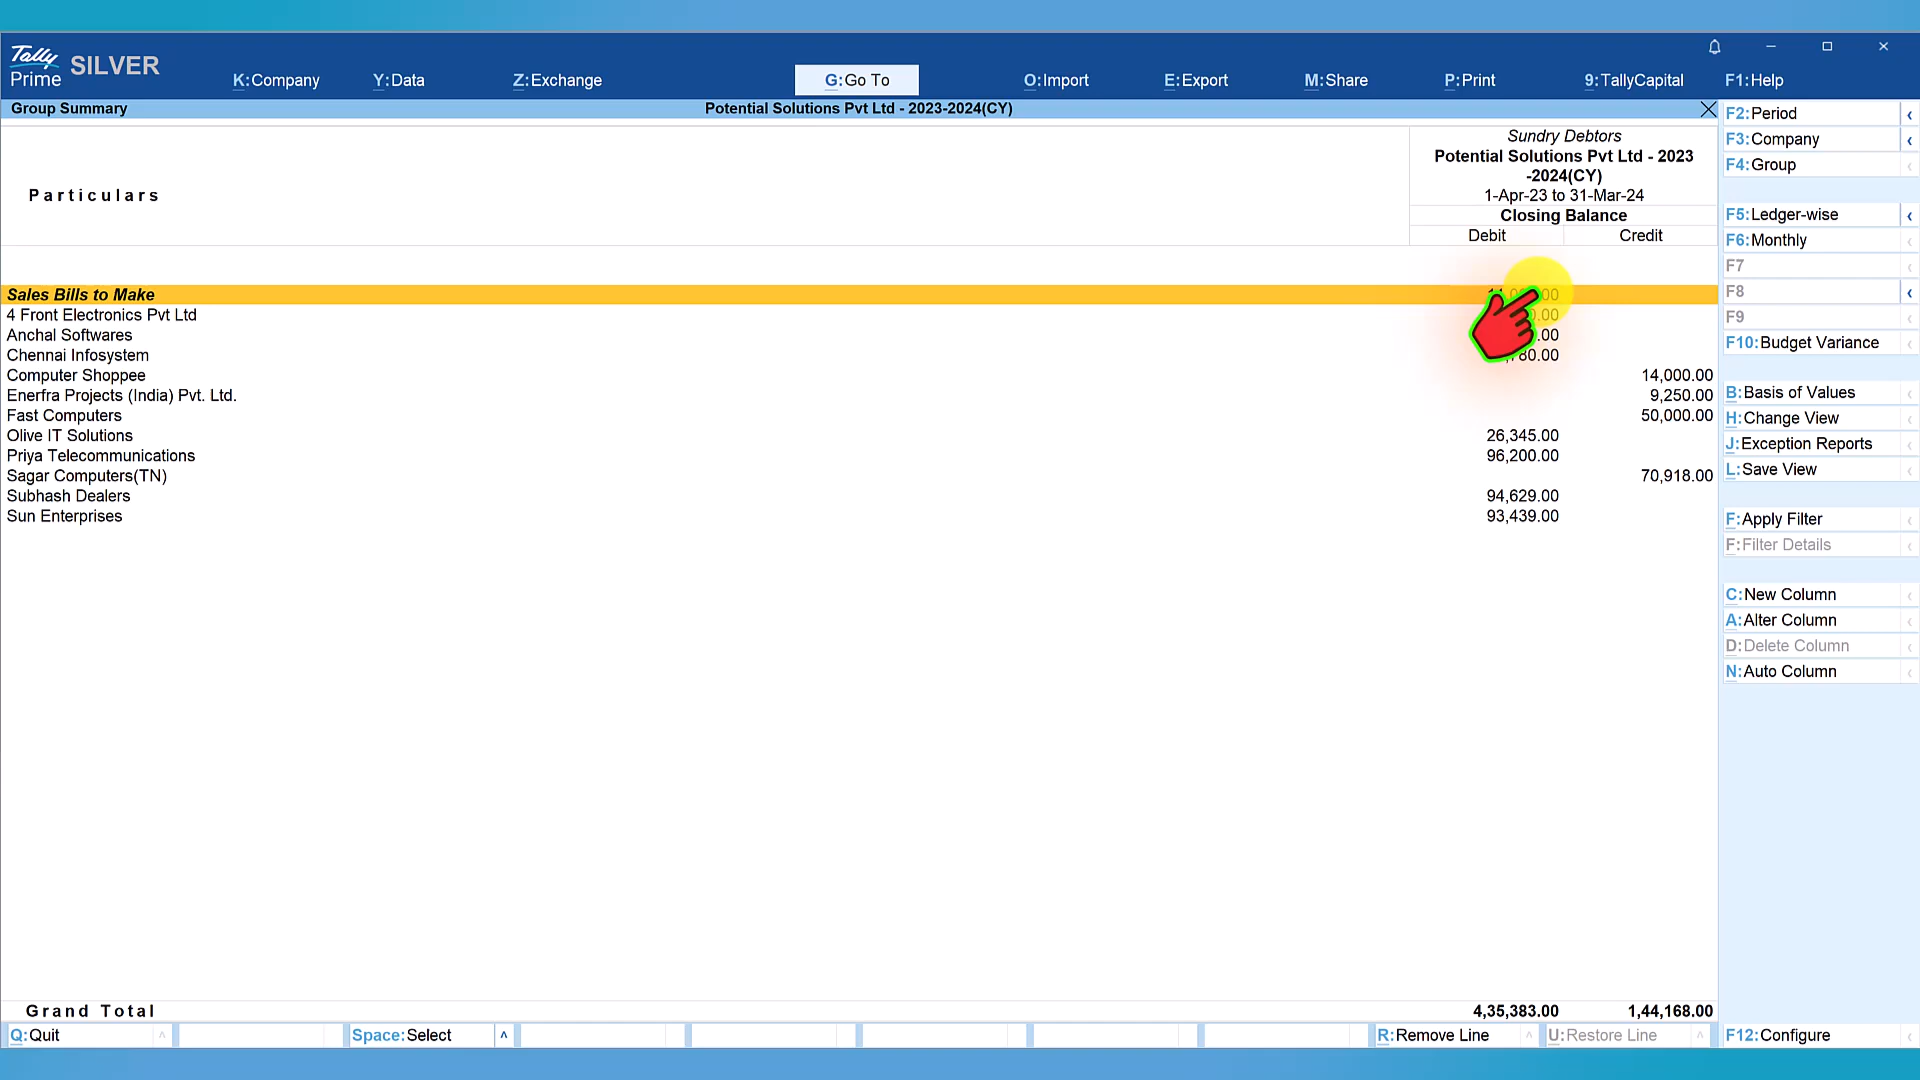 Tally
Prime SILVER
K:Company Y:Data Z:Exchange G:Go To O:Import E:Export M:Share P:Print 9:TallyCapital F1:Help
Group Summary Potential Solutions Pvt Ltd - 2023-2024(CY)
Particulars
Sundry Debtors
Potential Solutions Pvt Ltd - 2023
-2024(CY)
1-Apr-23 to 31-Mar-24
Closing Balance
Debit Credit
Sales Bills to Make
4 Front Electronics Pvt Ltd
Anchal Softwares
Chennai Infosystem
Computer Shoppee 14,000.00
Enerfra Projects (India) Pvt. Ltd. 9,250.00
Fast Computers 50,000.00
Olive IT Solutions 26,345.00
Priya Telecommunications 96,200.00
Sagar Computers(TN) 70,918.00
Subhash Dealers 94,629.00
Sun Enterprises 93,439.00
Grand Total 4,35,383.00 1,44,168.00
Q:Quit Space:Select R:Remove Line U:Restore Line
F2:Period
F3:Company
F4:Group
F5:Ledger-wise
F6:Monthly
F7
F8
F9
F10:Budget Variance
B:Basis of Values
H:Change View
J:Exception Reports
L:Save View
F:Apply Filter
F:Filter Details
C:New Column
A:Alter Column
D:Delete Column
N:Auto Column
F12:Configure